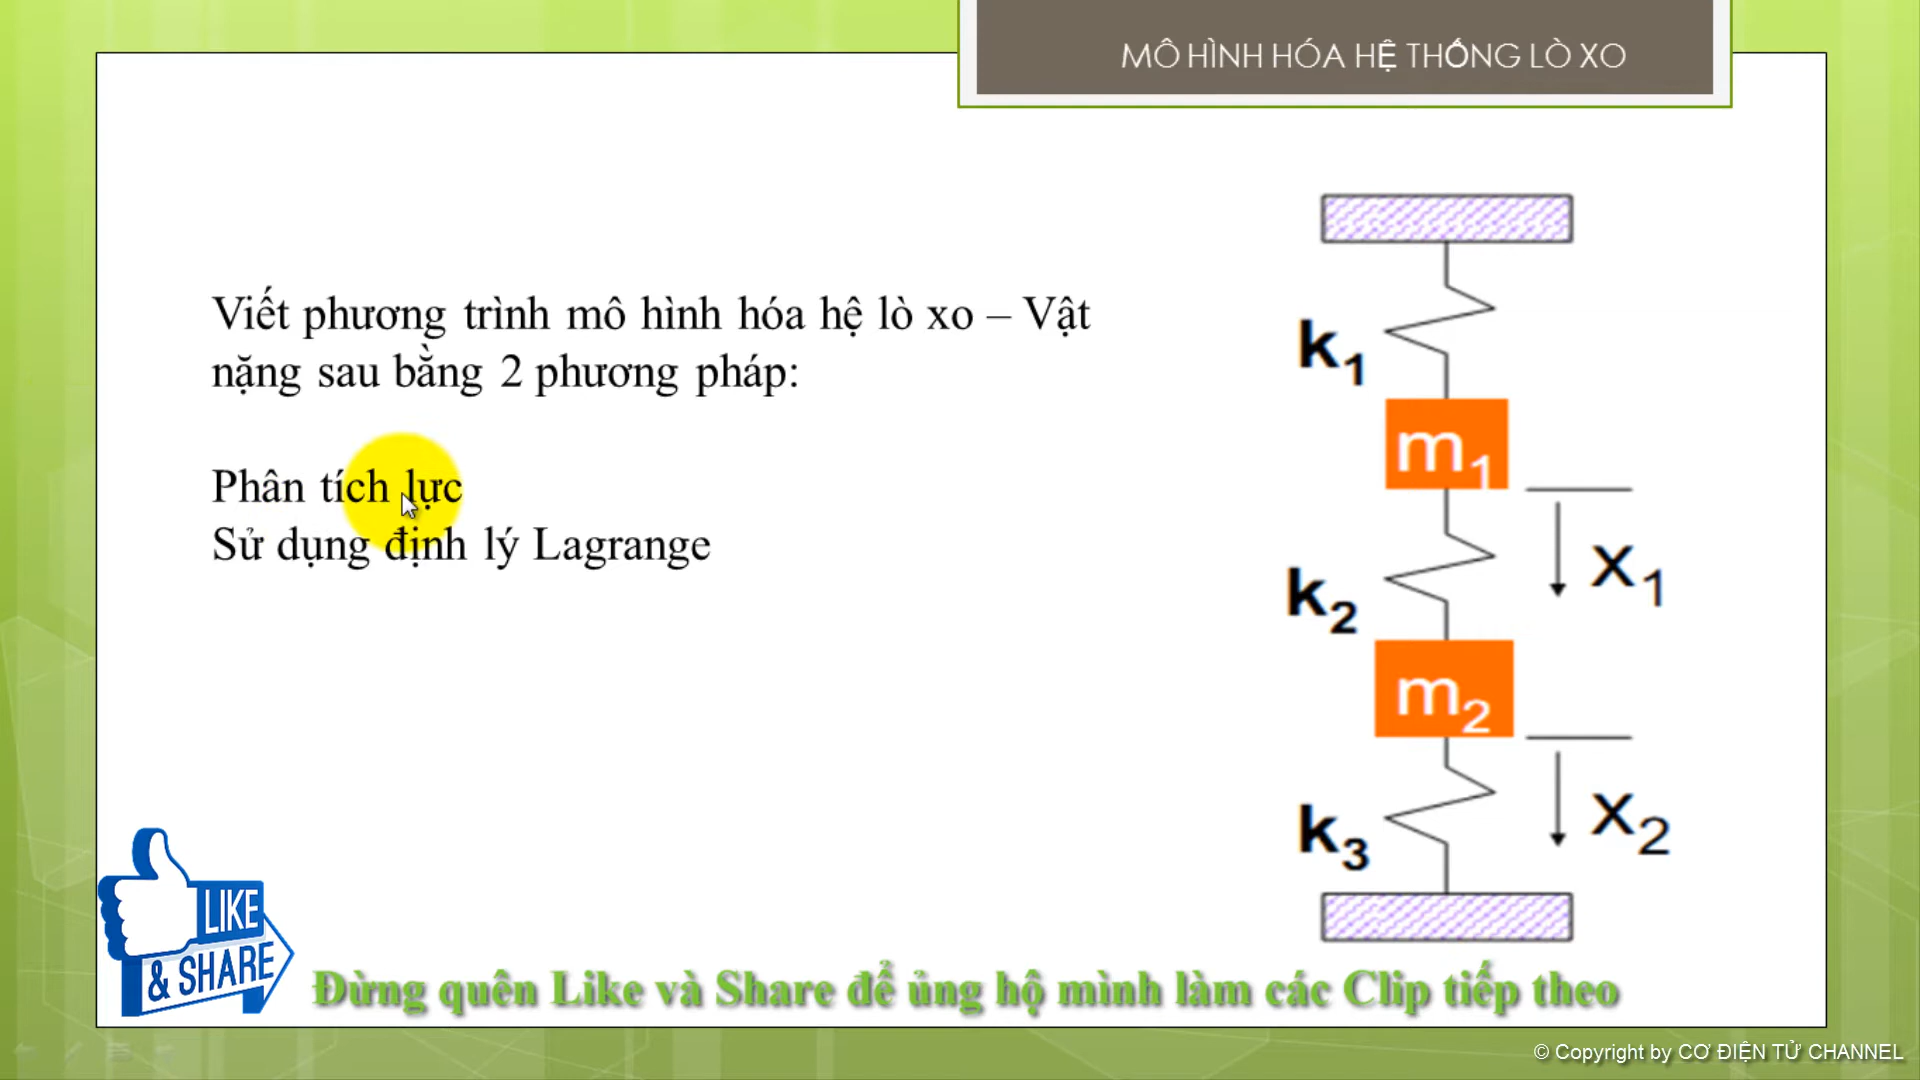 MÔ HÌNH HÓA HỆ THỐNG LÒ XO
Viết phương trình mô hình hóa hệ lò xo – Vật
nặng sau bằng 2 phương pháp:
Phân tích lực
Sử dụng định lý Lagrange
k1
m1
x1
k2
m2
x2
k3
LIKE
& SHARE
Đừng quên Like và Share để ủng hộ mình làm các Clip tiếp theo
© Copyright by CƠ ĐIỆN TỬ CHANNEL